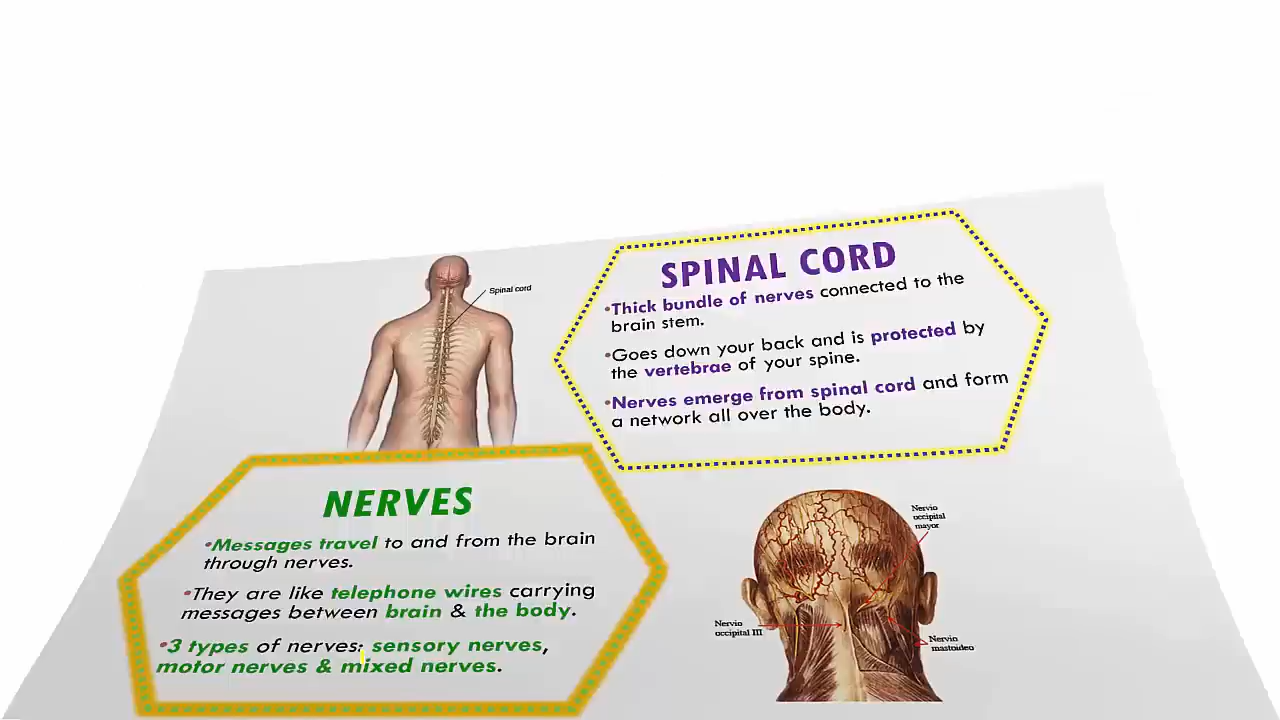 Spinal cord
SPINAL CORD
•Thick bundle of nerves connected to the
brain stem.
•Goes down your back and is protected by
the vertebrae of your spine.
•Nerves emerge from spinal cord and form
a network all over the body.
NERVES
•Messages travel to and from the brain
through nerves.
•They are like telephone wires carrying
messages between brain & the body.
•3 types of nerves: sensory nerves,
motor nerves & mixed nerves.
Nervio
occipital
mayor
Nervio
occipital III
Nervio
mastoideo